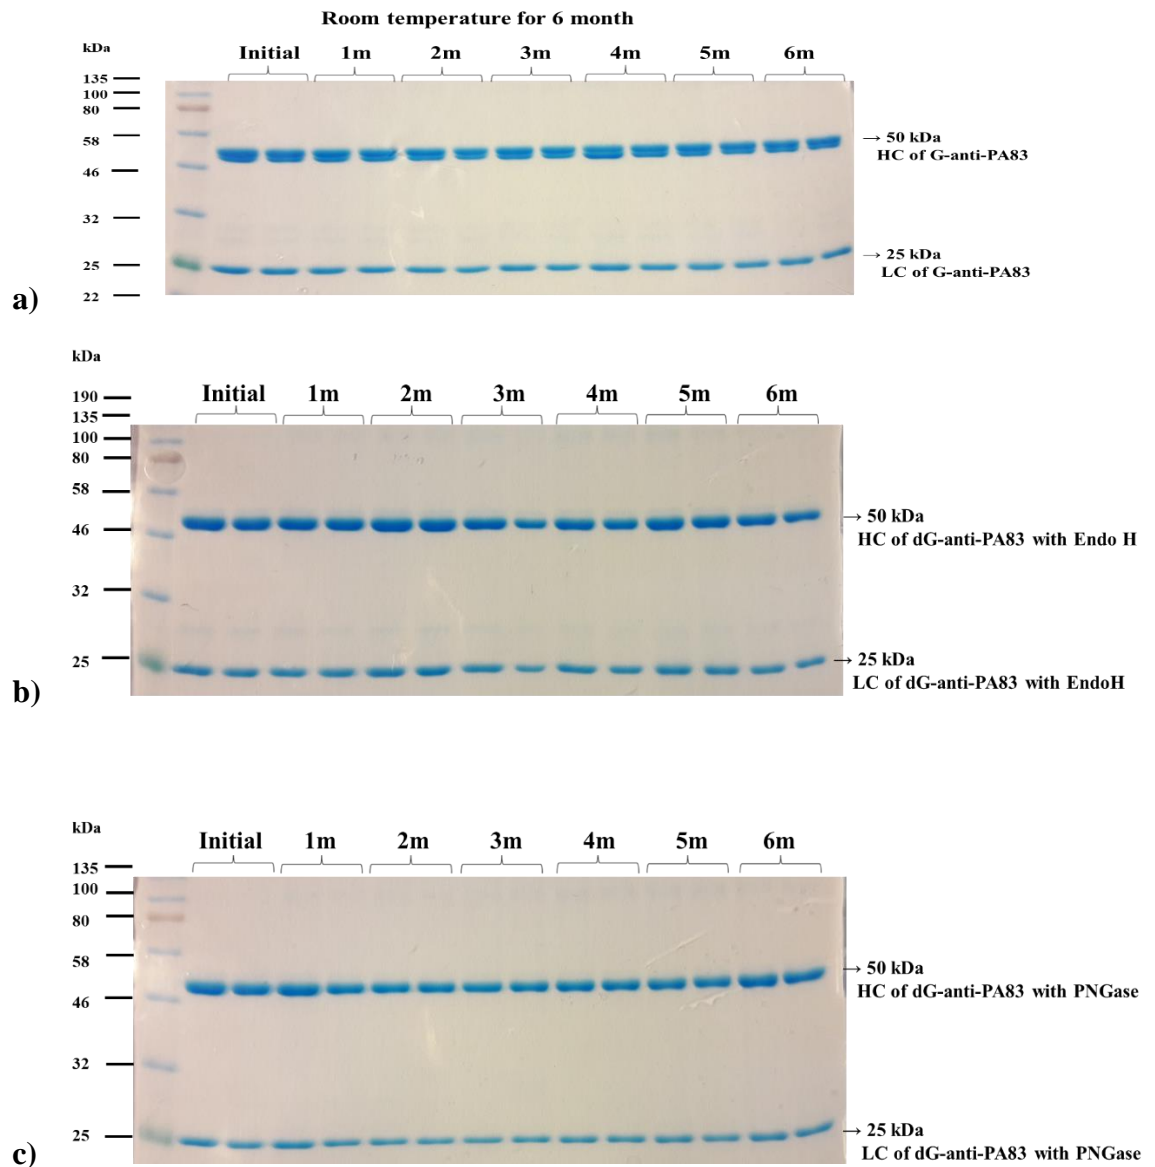 Room temperature for 6 month
kDa
Initial 1m 2m 3m 4m 5m 6m
135
100
80
58
46
32
25
22
→ 50 kDa
HC of G-anti-PA83
→ 25 kDa
LC of G-anti-PA83
a)
kDa
Initial 1m 2m 3m 4m 5m 6m
190
135
100
80
58
46
32
25
→ 50 kDa
HC of dG-anti-PA83 with Endo H
→ 25 kDa
LC of dG-anti-PA83 with EndoH
b)
kDa
Initial 1m 2m 3m 4m 5m 6m
135
100
80
58
46
32
25
→ 50 kDa
HC of dG-anti-PA83 with PNGase
→ 25 kDa
LC of dG-anti-PA83 with PNGase
c)